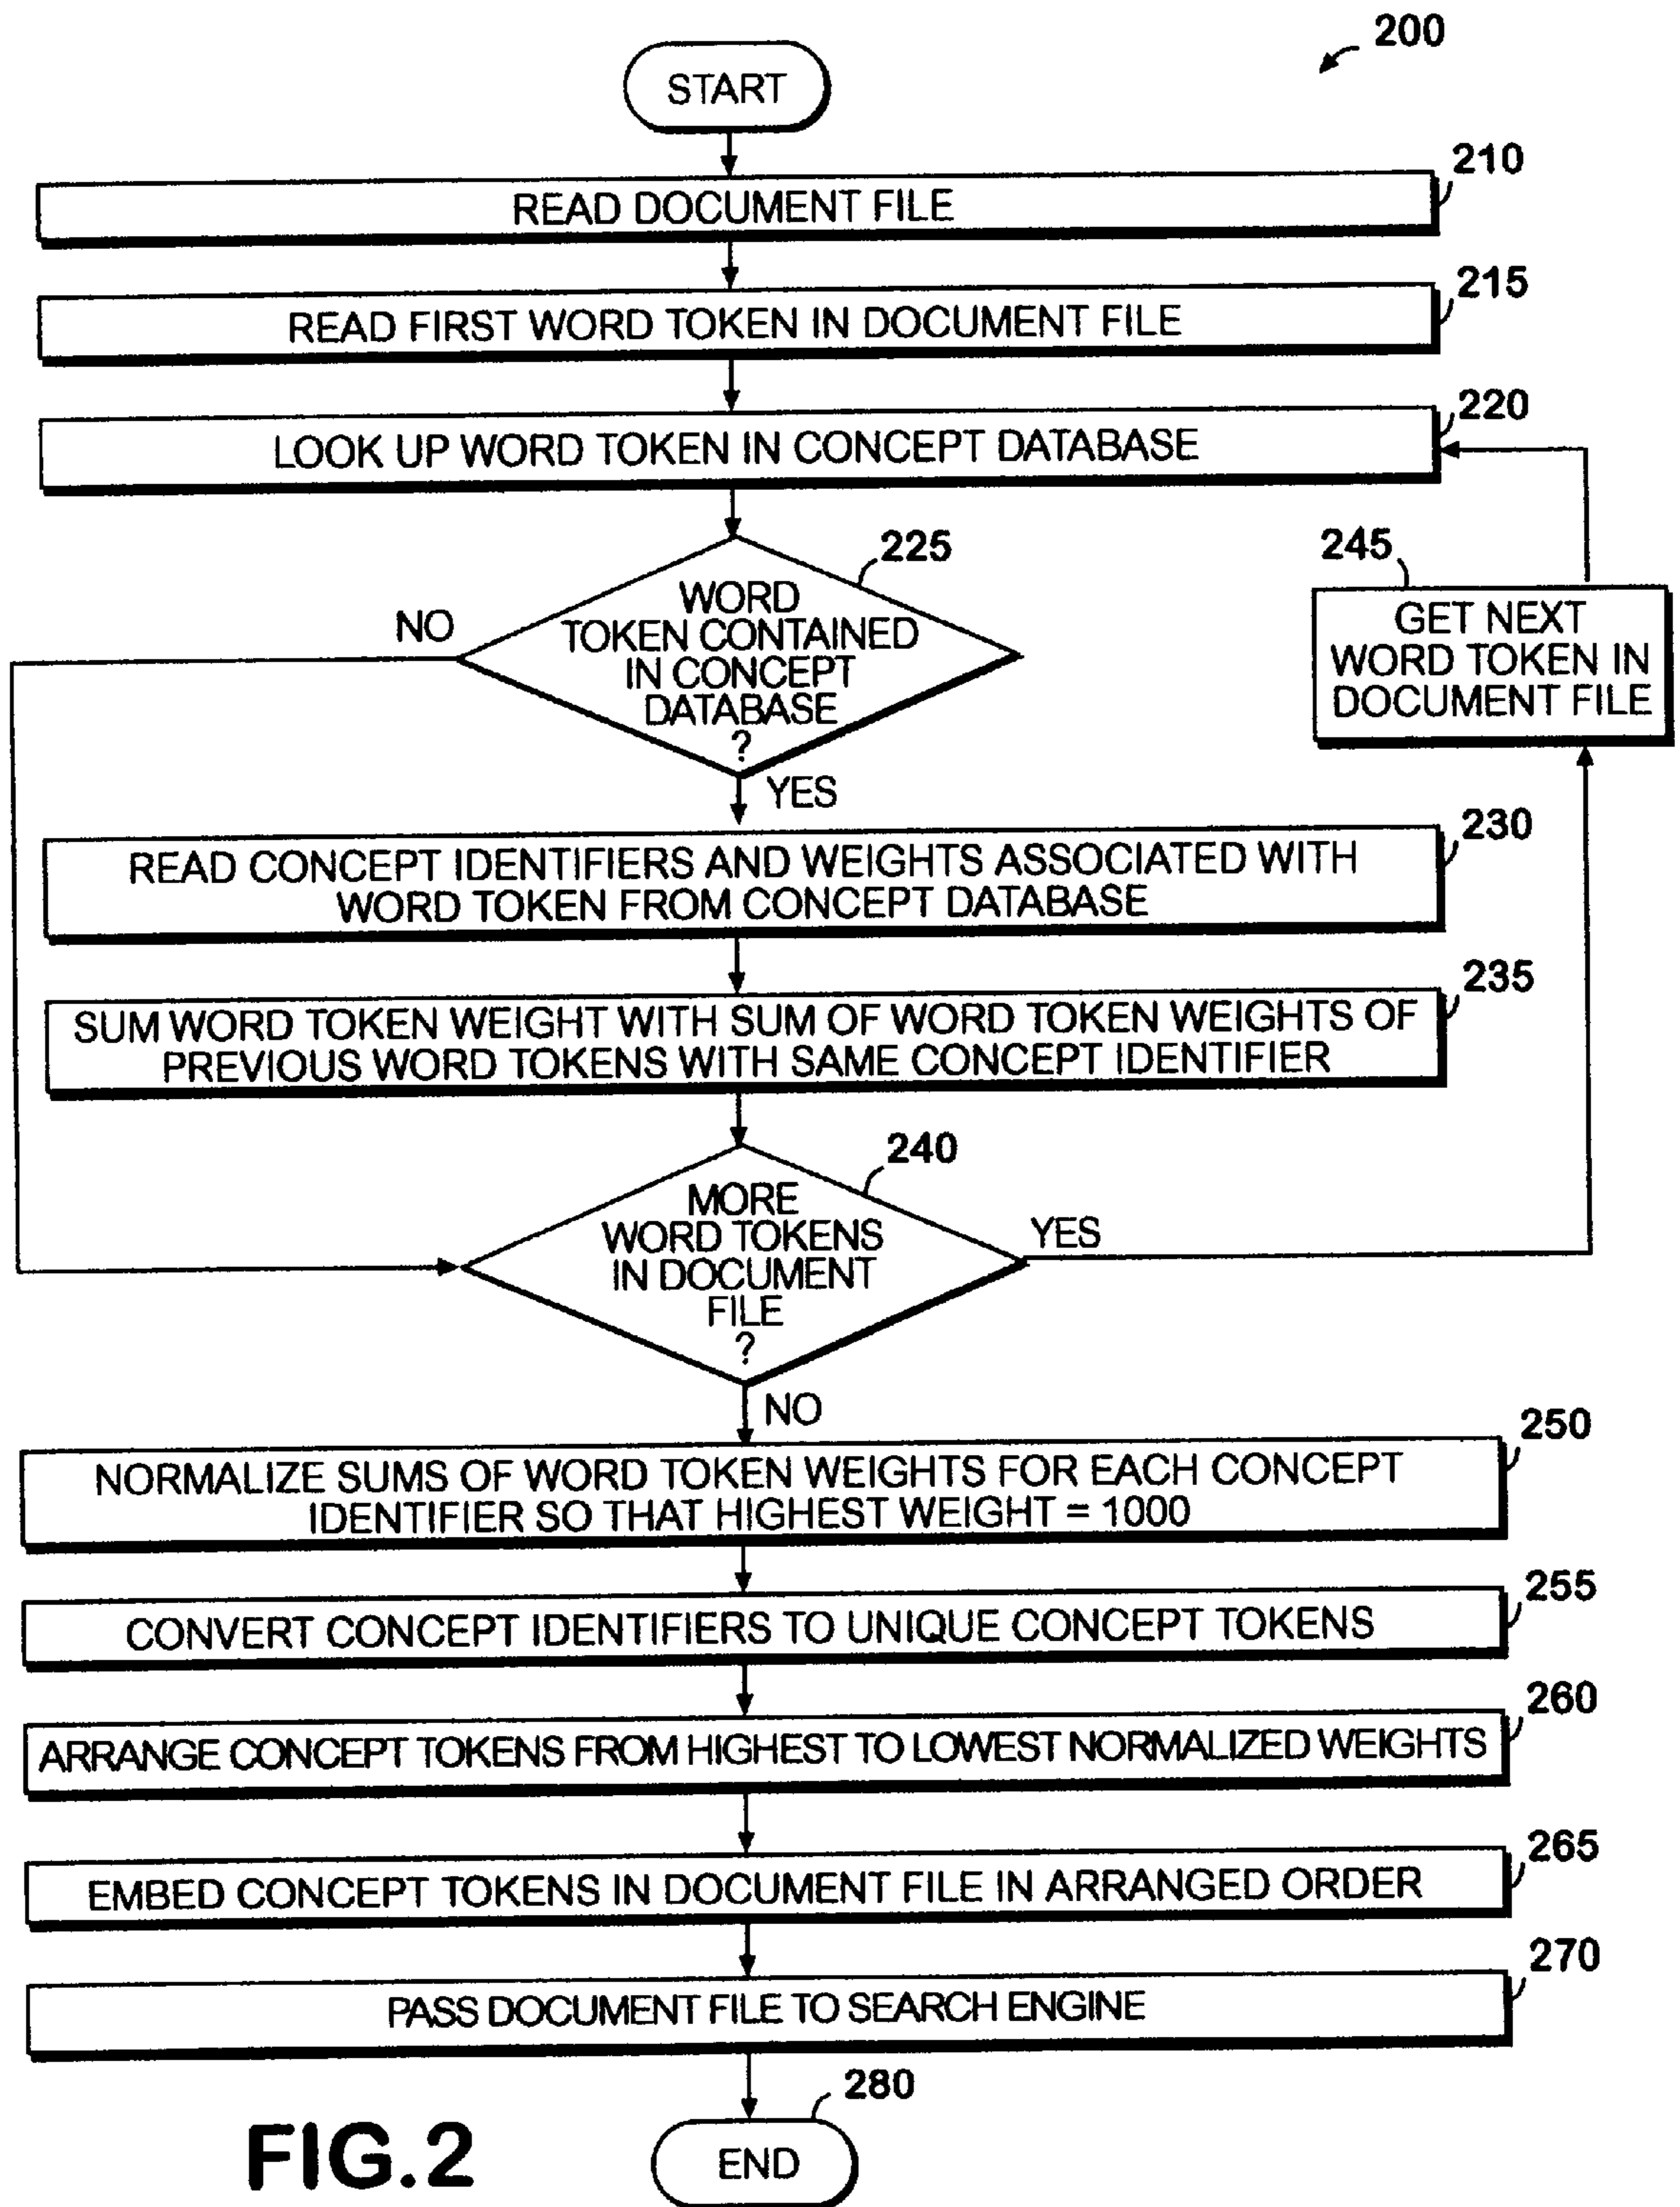 200
START
210
READ DOCUMENT FILE
215
READ FIRST WORD TOKEN IN DOCUMENT FILE
220
LOOK UP WORD TOKEN IN CONCEPT DATABASE
225
WORD
TOKEN CONTAINED
IN CONCEPT
DATABASE
?
NO
YES
245
GET NEXT
WORD TOKEN IN
DOCUMENT FILE
230
READ CONCEPT IDENTIFIERS AND WEIGHTS ASSOCIATED WITH
WORD TOKEN FROM CONCEPT DATABASE
235
SUM WORD TOKEN WEIGHT WITH SUM OF WORD TOKEN WEIGHTS OF
PREVIOUS WORD TOKENS WITH SAME CONCEPT IDENTIFIER
240
MORE
WORD TOKENS
IN DOCUMENT
FILE
?
YES
NO
250
NORMALIZE SUMS OF WORD TOKEN WEIGHTS FOR EACH CONCEPT
IDENTIFIER SO THAT HIGHEST WEIGHT = 1000
255
CONVERT CONCEPT IDENTIFIERS TO UNIQUE CONCEPT TOKENS
260
ARRANGE CONCEPT TOKENS FROM HIGHEST TO LOWEST NORMALIZED WEIGHTS
265
EMBED CONCEPT TOKENS IN DOCUMENT FILE IN ARRANGED ORDER
270
PASS DOCUMENT FILE TO SEARCH ENGINE
280
END
FIG.2